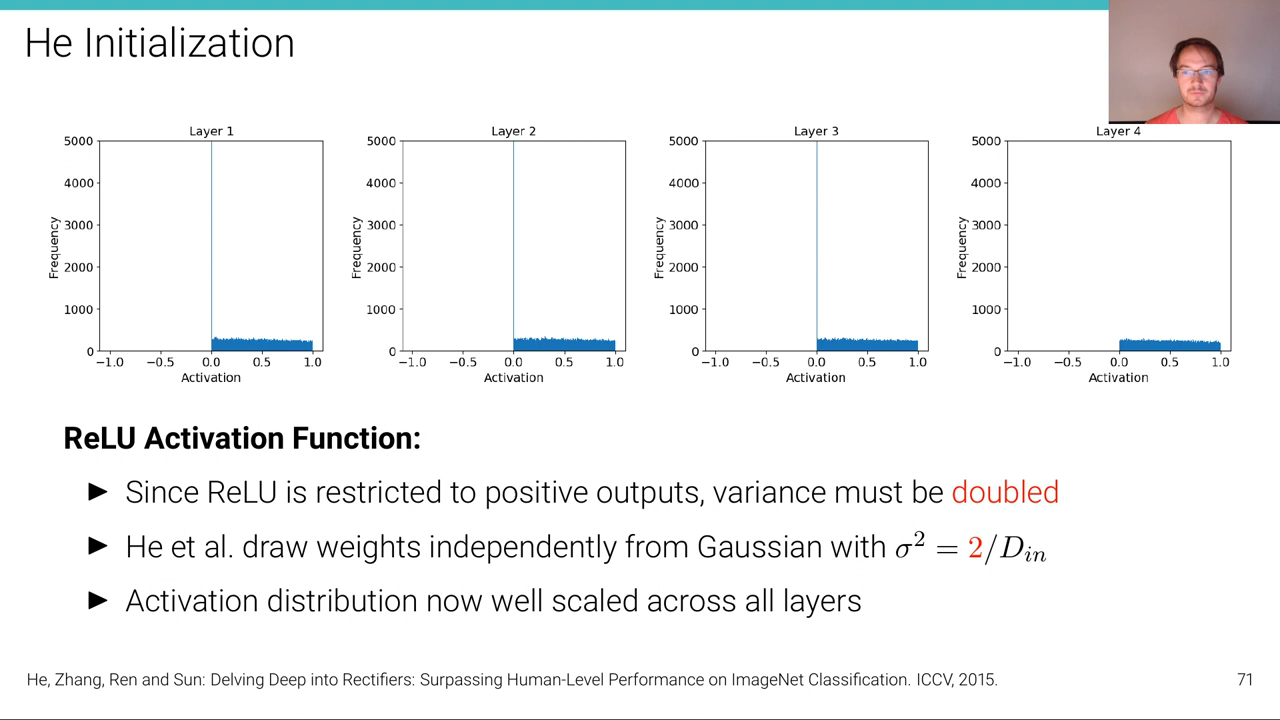 He Initialization
Layer 1
Layer 2
Layer 3
Layer 4
5000
4000
3000
2000
1000
0
Frequency
−1.0 −0.5 0.0 0.5 1.0
Activation
5000
4000
3000
2000
1000
0
Frequency
−1.0 −0.5 0.0 0.5 1.0
Activation
5000
4000
3000
2000
1000
0
Frequency
−1.0 −0.5 0.0 0.5 1.0
Activation
5000
4000
3000
2000
1000
0
Frequency
−1.0 −0.5 0.0 0.5 1.0
Activation
ReLU Activation Function:
► Since ReLU is restricted to positive outputs, variance must be doubled
► He et al. draw weights independently from Gaussian with σ² = 2/D_in
► Activation distribution now well scaled across all layers
He, Zhang, Ren and Sun: Delving Deep into Rectifiers: Surpassing Human-Level Performance on ImageNet Classification. ICCV, 2015.
71